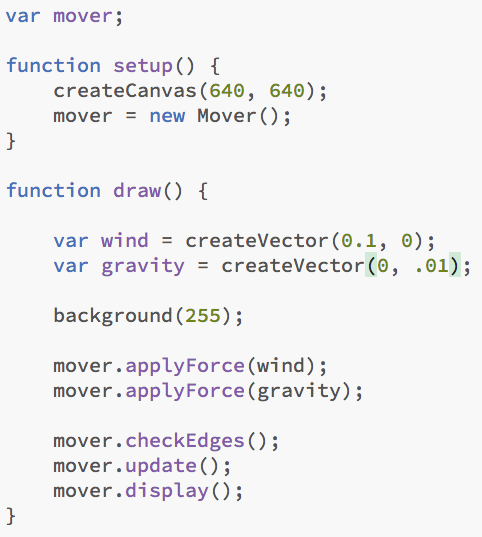 var mover;
function setup() {
    createCanvas(640, 640);
    mover = new Mover();
}
function draw() {
    var wind = createVector(0.1, 0);
    var gravity = createVector(0, .01);
    background(255);
    mover.applyForce(wind);
    mover.applyForce(gravity);
    mover.checkEdges();
    mover.update();
    mover.display();
}